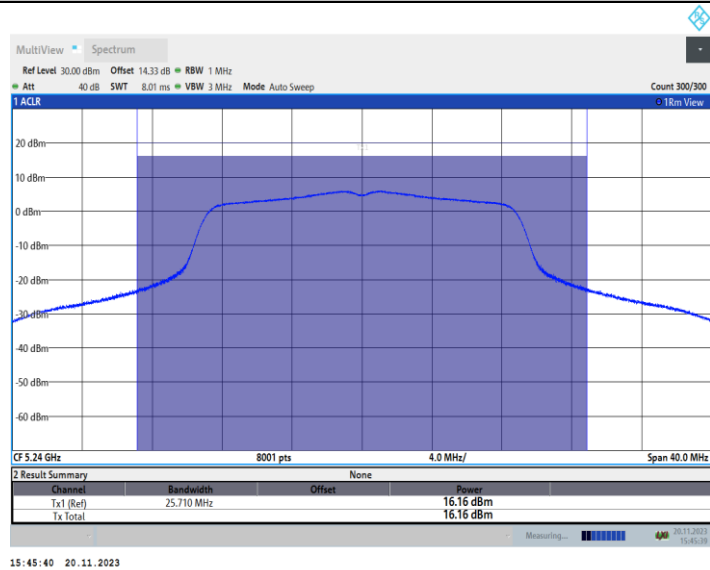 MultiView Spectrum
Ref Level 30.00 dBm Offset 14.33 dB RBW 1 MHz
Att 40 dB SWT 8.01 ms VBW 3 MHz Mode Auto Sweep Count 300/300
1 ACLR 1Rm View
20 dBm
10 dBm
0 dBm
-10 dBm
-20 dBm
-30 dBm
-40 dBm
-50 dBm
-60 dBm
CF 5.24 GHz 8001 pts 4.0 MHz/ Span 40.0 MHz
2 Result Summary None
Channel Bandwidth Offset Power
Tx1 (Ref) 25.710 MHz 16.16 dBm
Tx Total 16.16 dBm
Measuring... 20.11.2023
15:45:39
15:45:40 20.11.2023